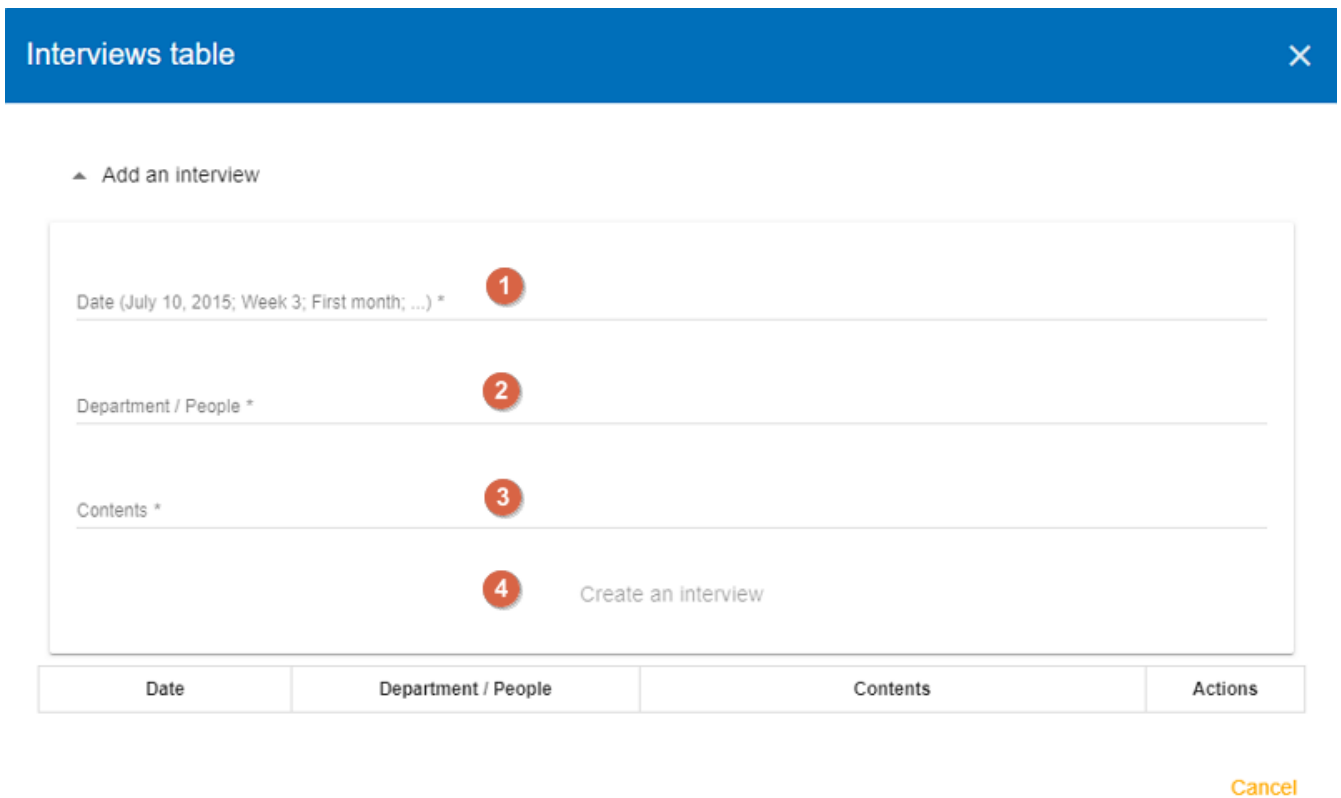 Interviews table
Add an interview
1
Date (July 10, 2015; Week 3; First month; ...) *
2
Department / People *
3
Contents *
4 Create an interview
Date Department / People Contents Actions
Cancel